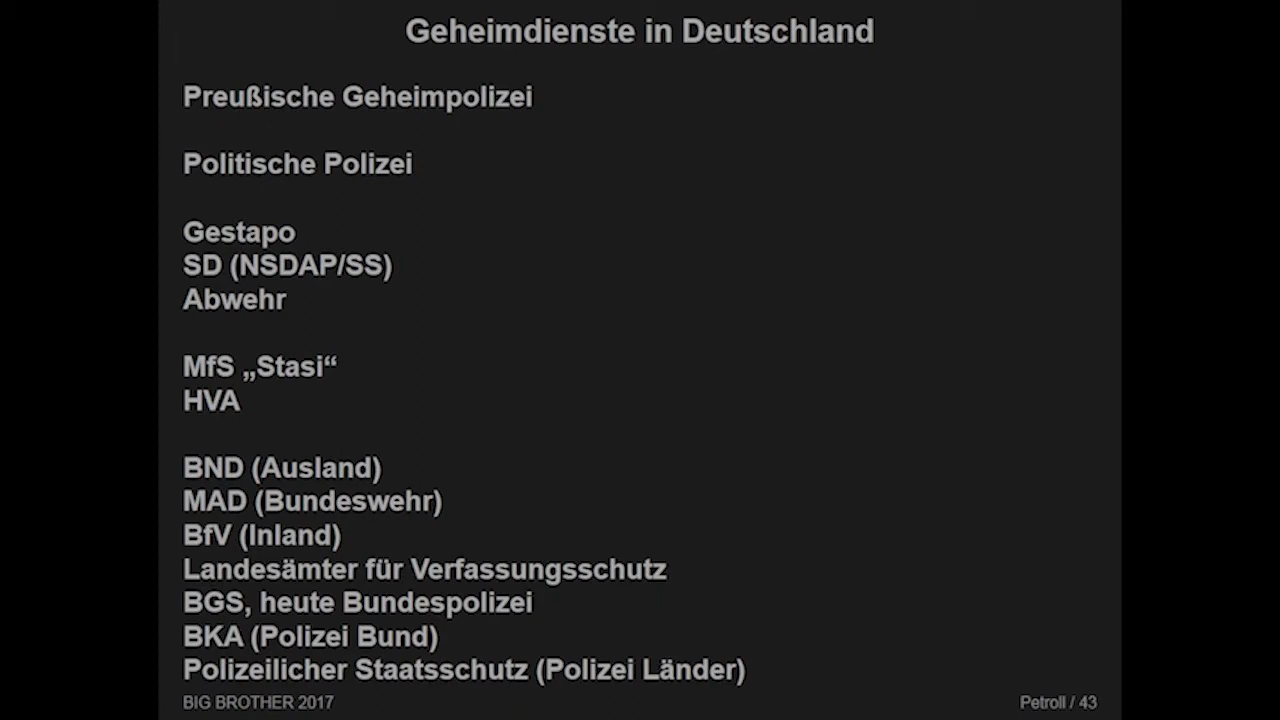 Geheimdienste in Deutschland
Preußische Geheimpolizei
Politische Polizei
Gestapo
SD (NSDAP/SS)
Abwehr
MfS „Stasi“
HVA
BND (Ausland)
MAD (Bundeswehr)
BfV (Inland)
Landesämter für Verfassungsschutz
BGS, heute Bundespolizei
BKA (Polizei Bund)
Polizeilicher Staatsschutz (Polizei Länder)
BIG BROTHER 2017
Petroll / 43